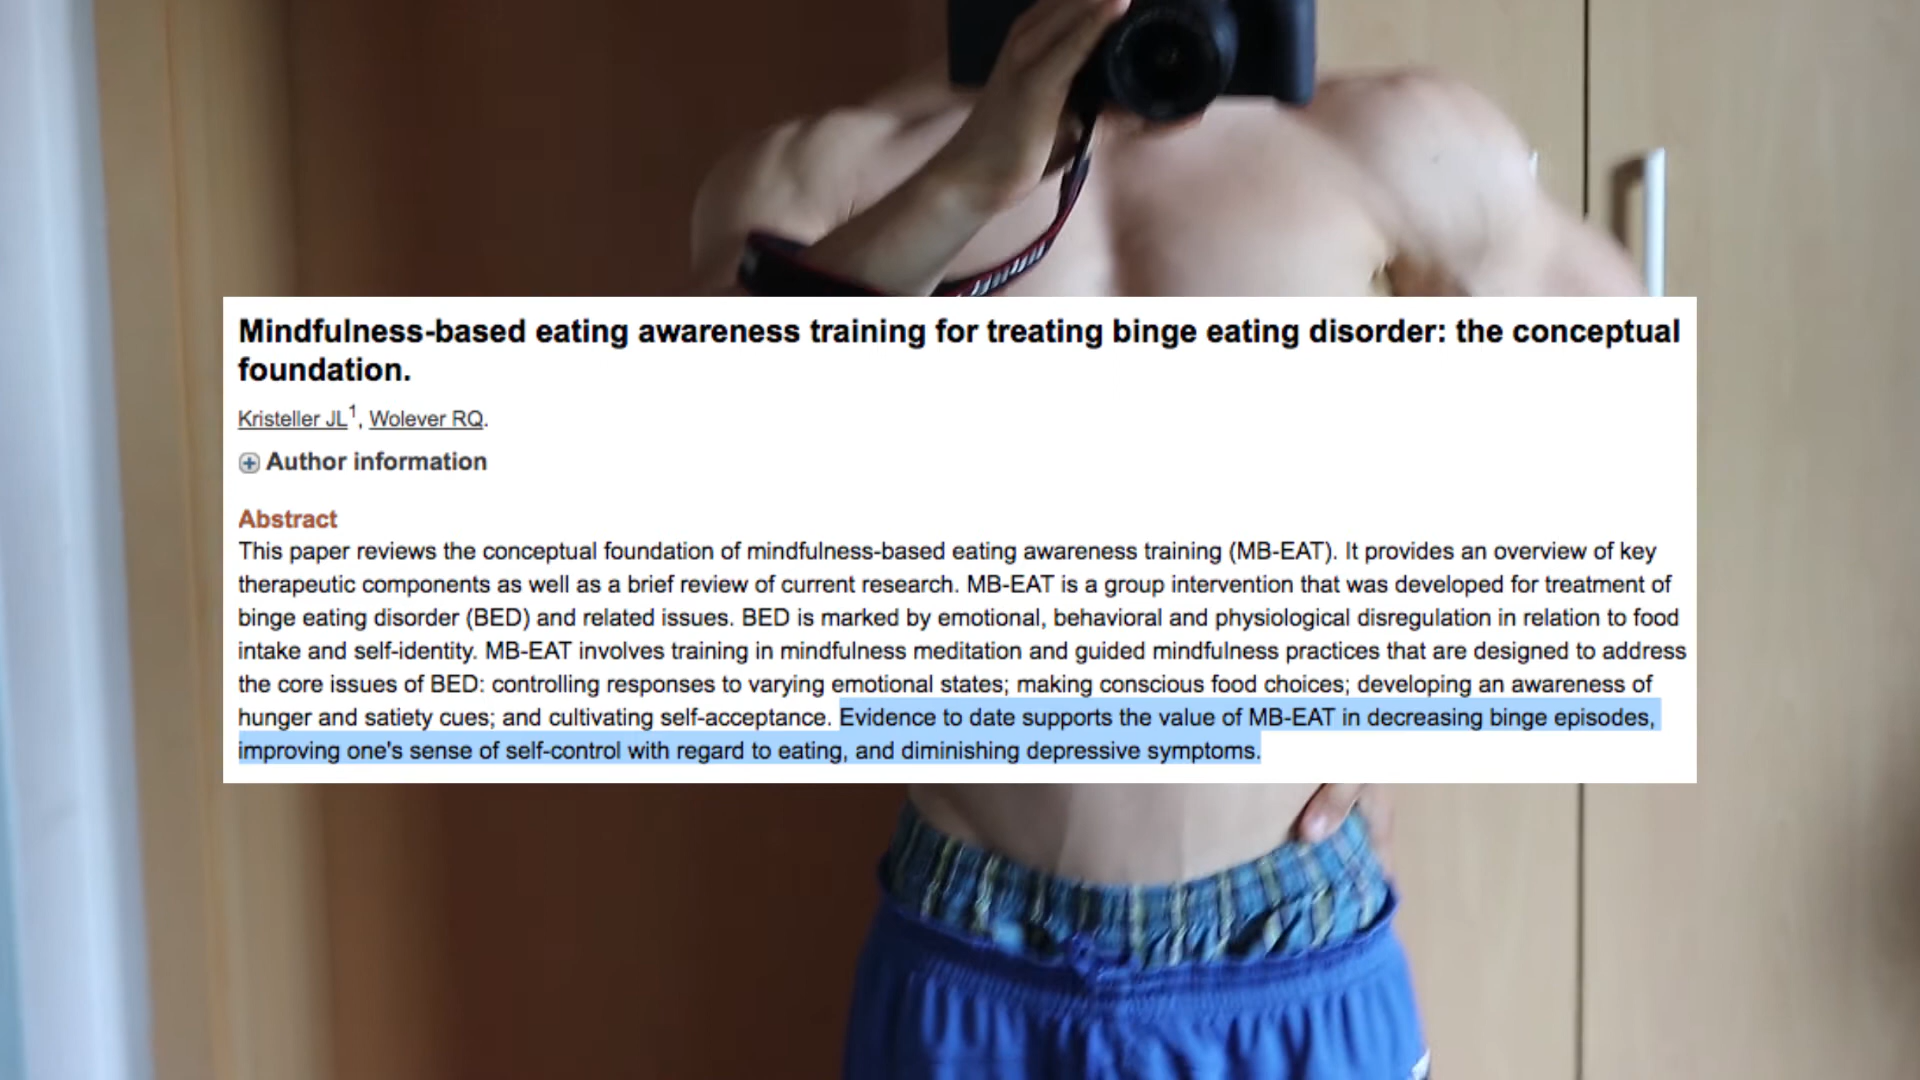 Mindfulness-based eating awareness training for treating binge eating disorder: the conceptual
foundation.
Kristeller JL1, Wolever RQ.
Author information
Abstract
This paper reviews the conceptual foundation of mindfulness-based eating awareness training (MB-EAT). It provides an overview of key
therapeutic components as well as a brief review of current research. MB-EAT is a group intervention that was developed for treatment of
binge eating disorder (BED) and related issues. BED is marked by emotional, behavioral and physiological disregulation in relation to food
intake and self-identity. MB-EAT involves training in mindfulness meditation and guided mindfulness practices that are designed to address
the core issues of BED: controlling responses to varying emotional states; making conscious food choices; developing an awareness of
hunger and satiety cues; and cultivating self-acceptance. Evidence to date supports the value of MB-EAT in decreasing binge episodes,
improving one's sense of self-control with regard to eating, and diminishing depressive symptoms.